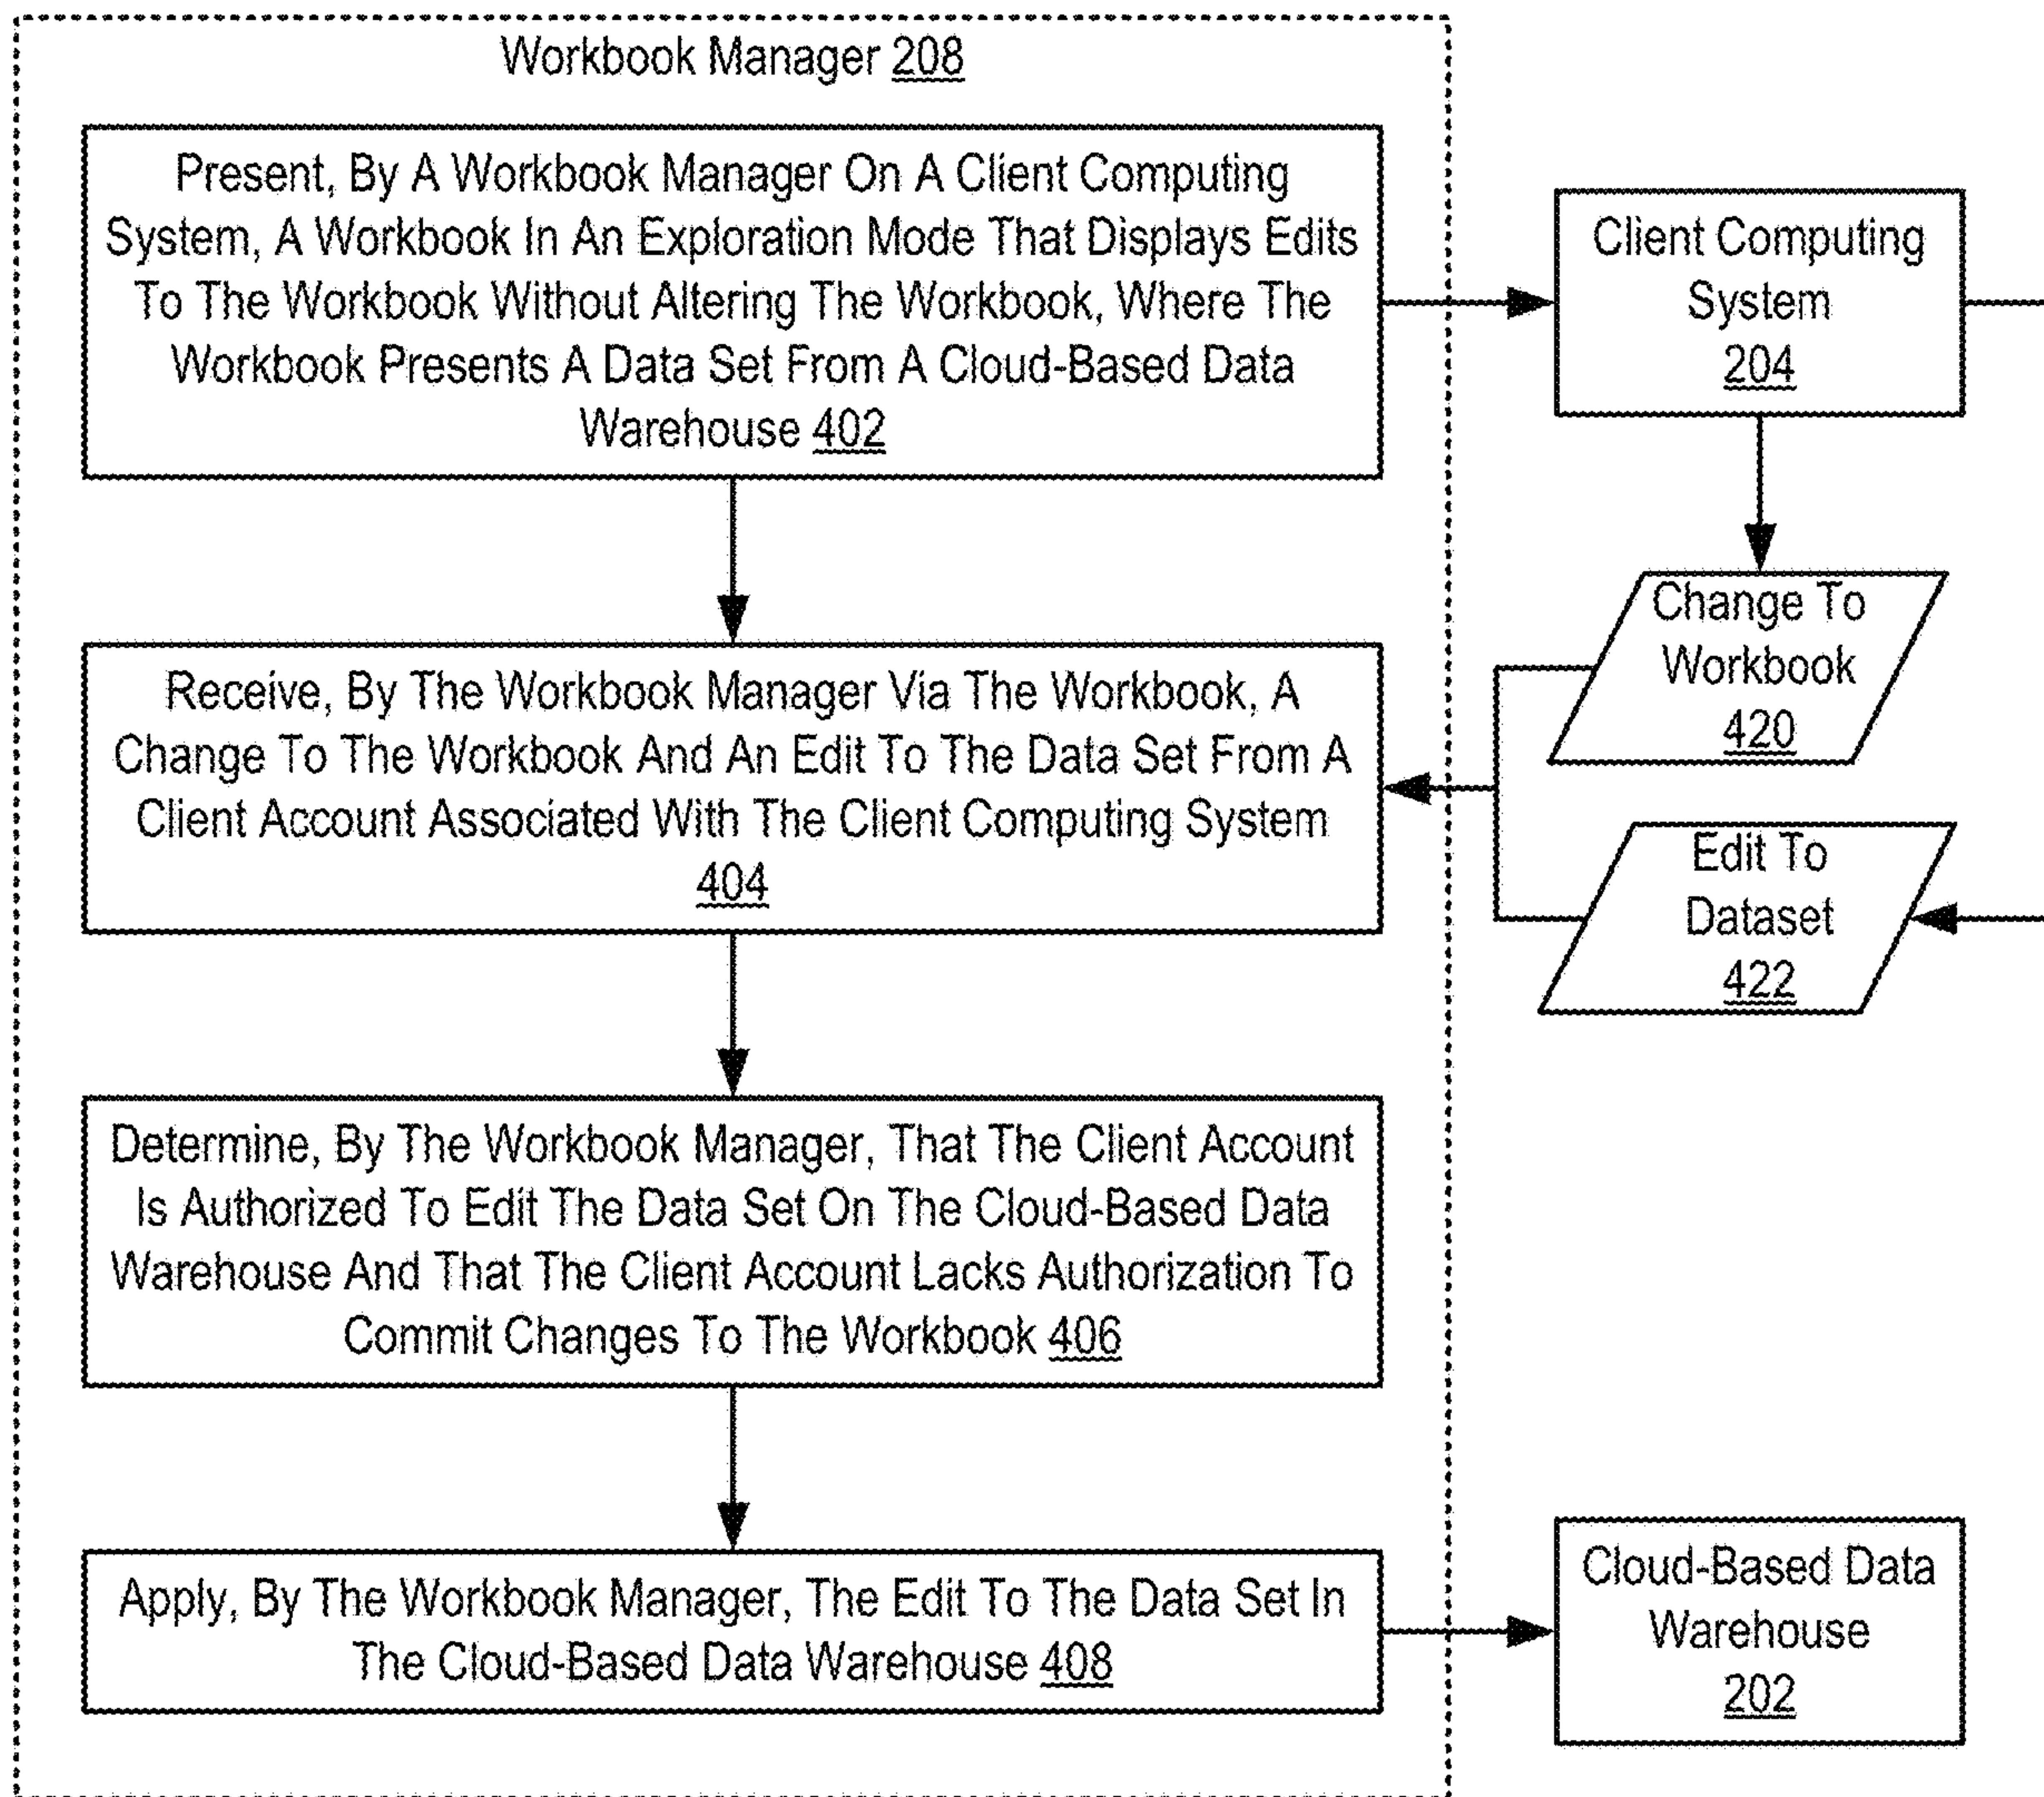 Workbook Manager 208
Present, By A Workbook Manager On A Client Computing
System, A Workbook In An Exploration Mode That Displays Edits
To The Workbook Without Altering The Workbook, Where The
Workbook Presents A Data Set From A Cloud-Based Data
Warehouse 402
Client Computing
System
204
Change To
Workbook
420
Receive, By The Workbook Manager Via The Workbook, A
Change To The Workbook And An Edit To The Data Set From A
Client Account Associated With The Client Computing System
404
Edit To
Dataset
422
Determine, By The Workbook Manager, That The Client Account
Is Authorized To Edit The Data Set On The Cloud-Based Data
Warehouse And That The Client Account Lacks Authorization To
Commit Changes To The Workbook 406
Apply, By The Workbook Manager, The Edit To The Data Set In
The Cloud-Based Data Warehouse 408
Cloud-Based Data
Warehouse
202